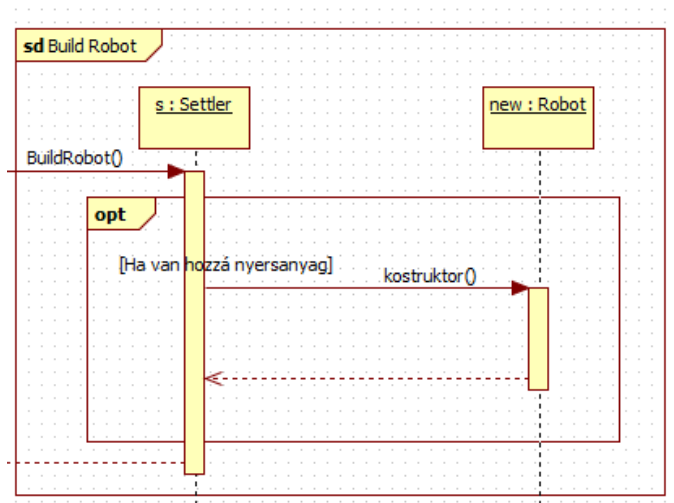 sd Build Robot
s : Settler
new : Robot
BuildRobot()
opt
[Ha van hozzá nyersanyag]
kostruktor()